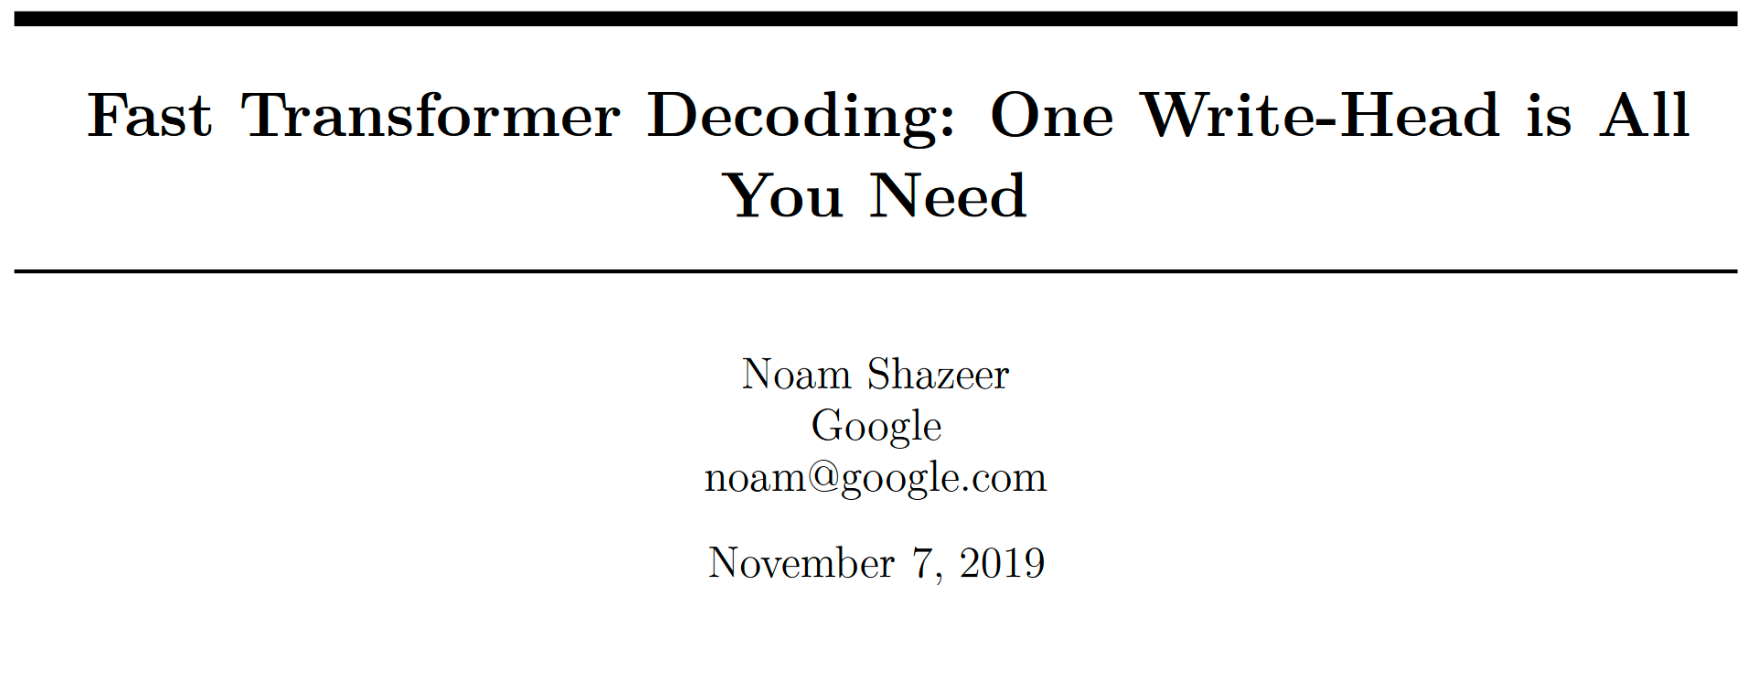 Fast Transformer Decoding: One Write-Head is All
You Need
Noam Shazeer
Google
noam@google.com
November 7, 2019